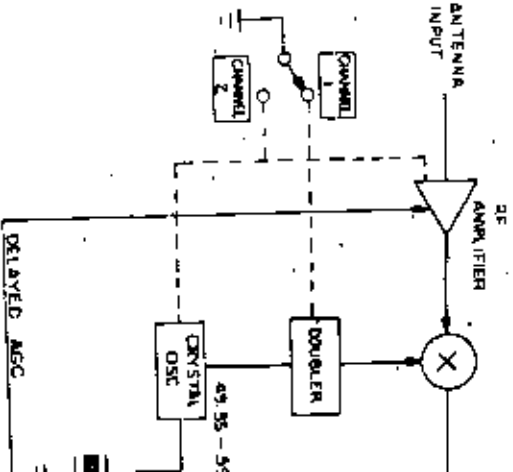 ANTENNA
INPUT
RF
AMPLIFIER
CHANNEL
1
CHANNEL
2
DOUBLER
CRYSTAL
OSC
DELAYED AGC